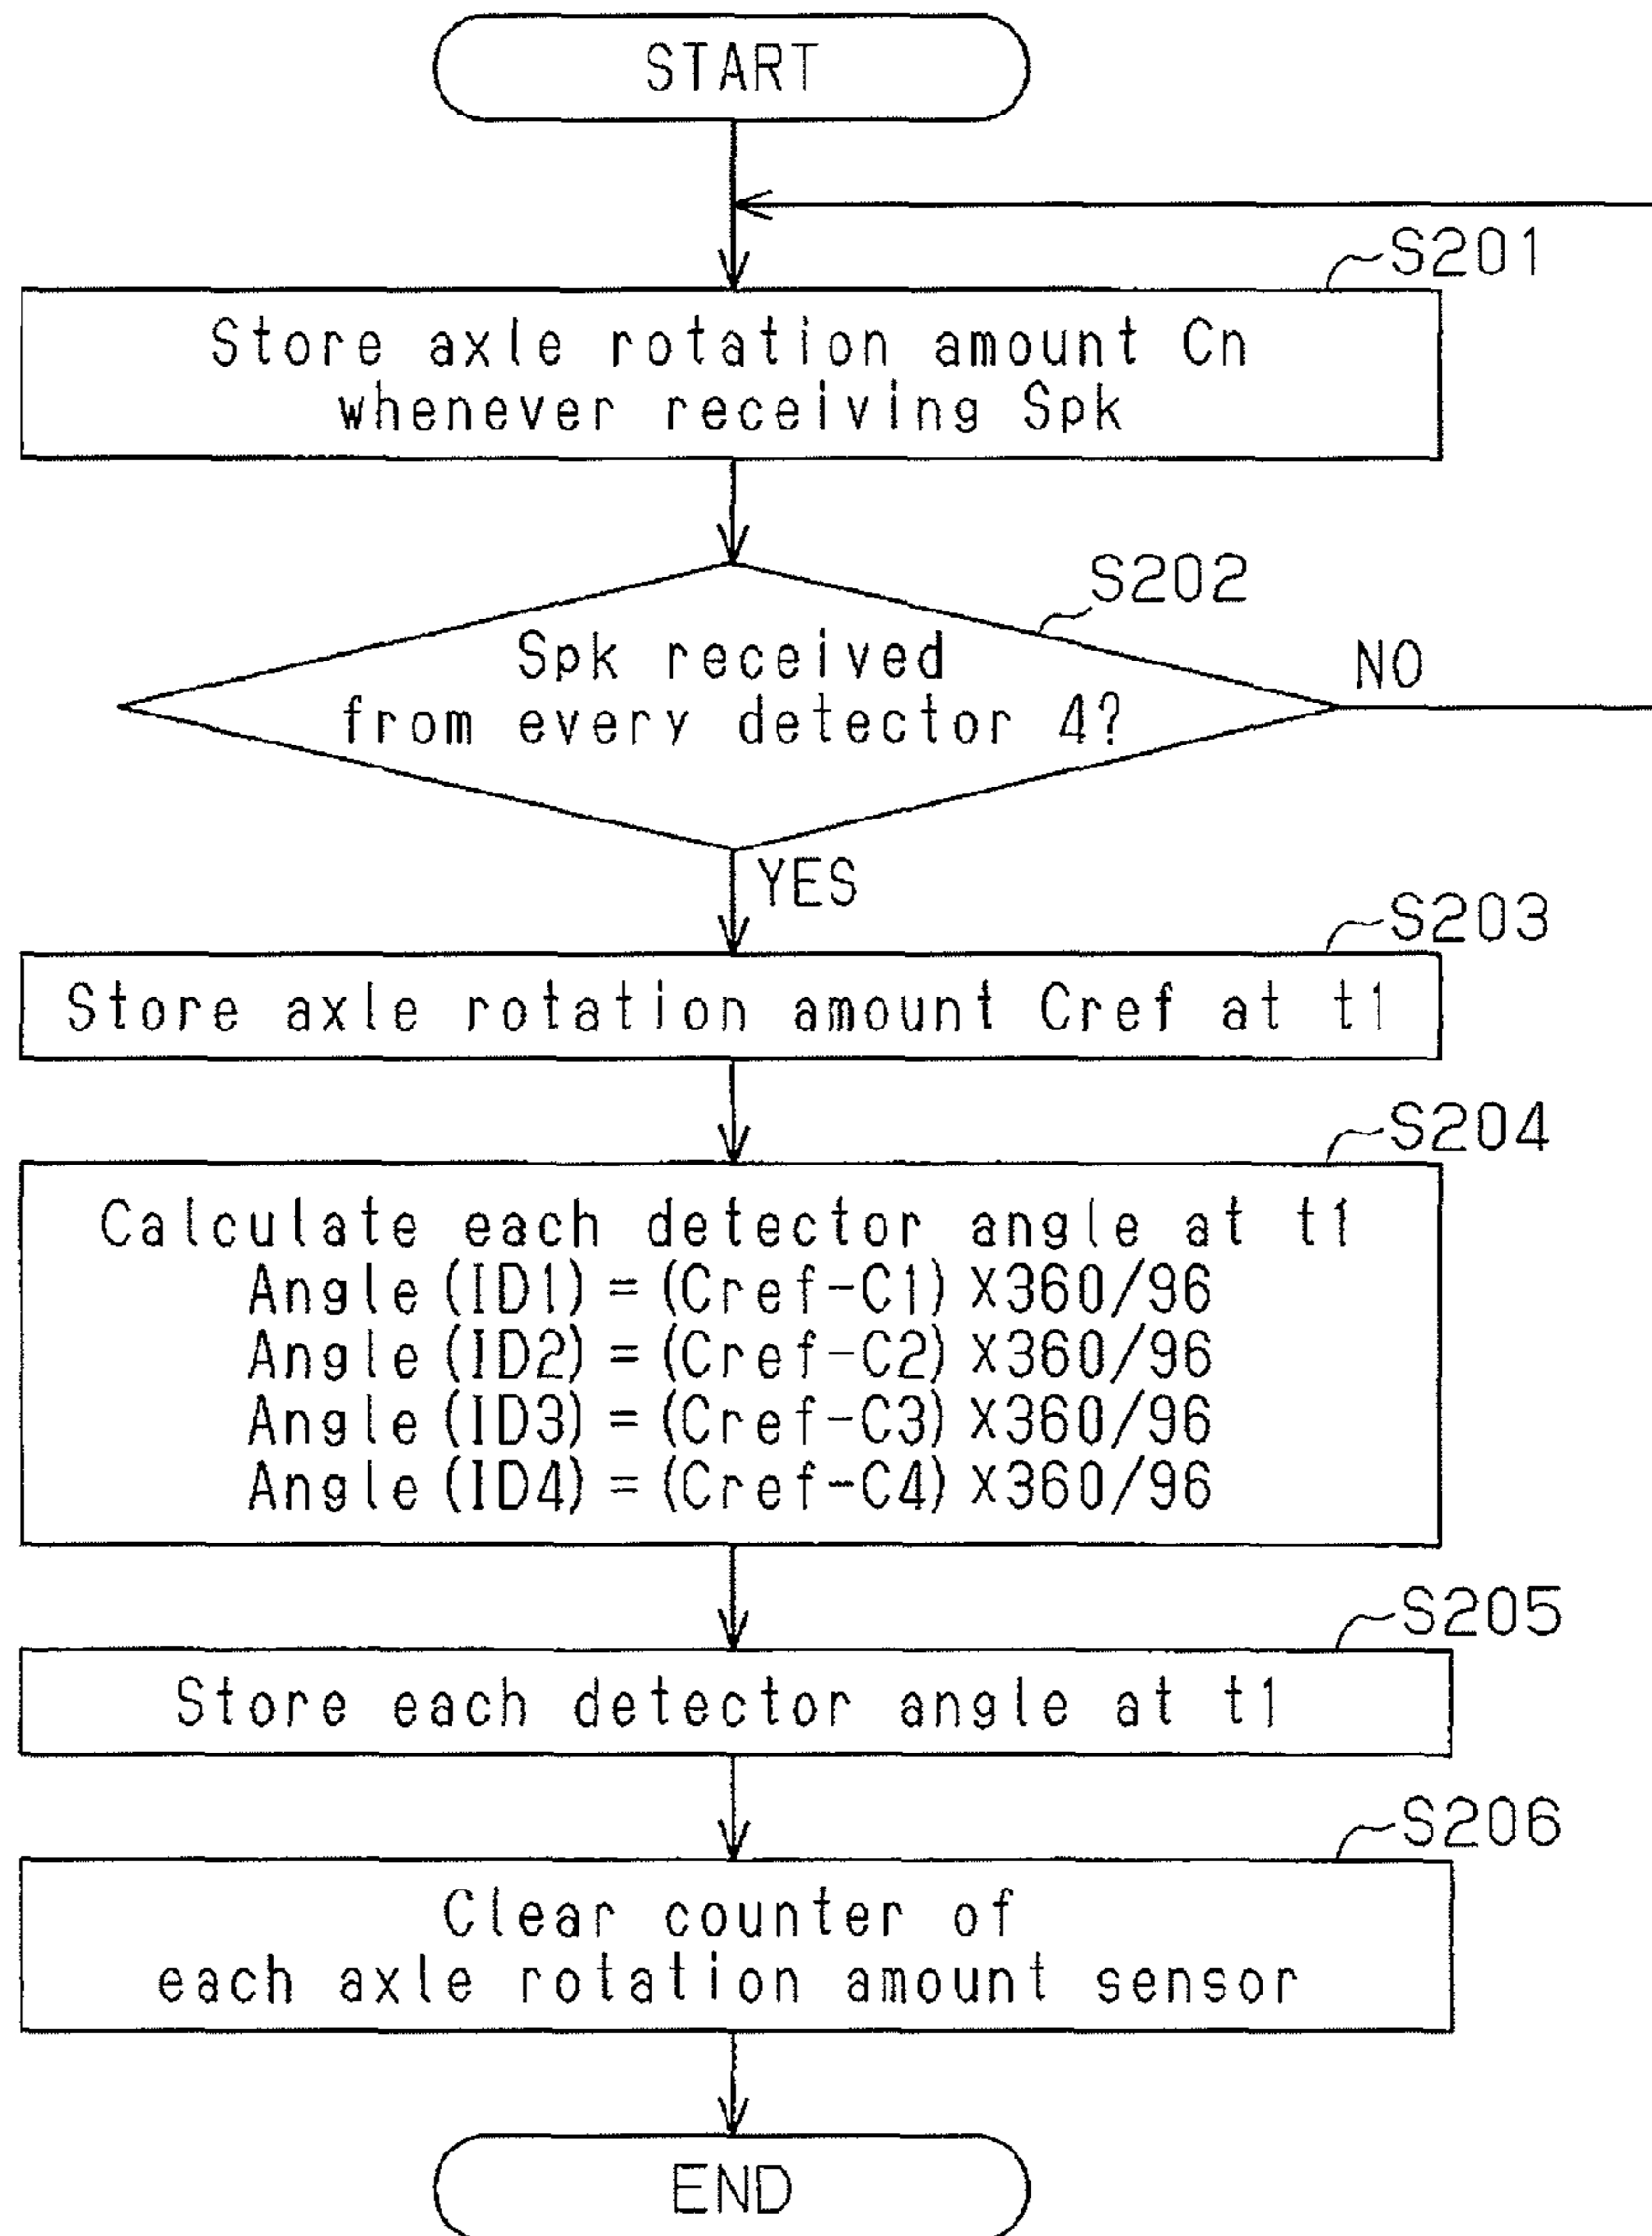 START
S201
Store axle rotation amount Cn
whenever receiving Spk
S202
Spk received
from every detector 4?
NO
YES
S203
Store axle rotation amount Cref at t1
S204
Calculate each detector angle at t1
Angle(ID1)=(Cref-C1)X360/96
Angle(ID2)=(Cref-C2)X360/96
Angle(ID3)=(Cref-C3)X360/96
Angle(ID4)=(Cref-C4)X360/96
S205
Store each detector angle at t1
S206
Clear counter of
each axle rotation amount sensor
END